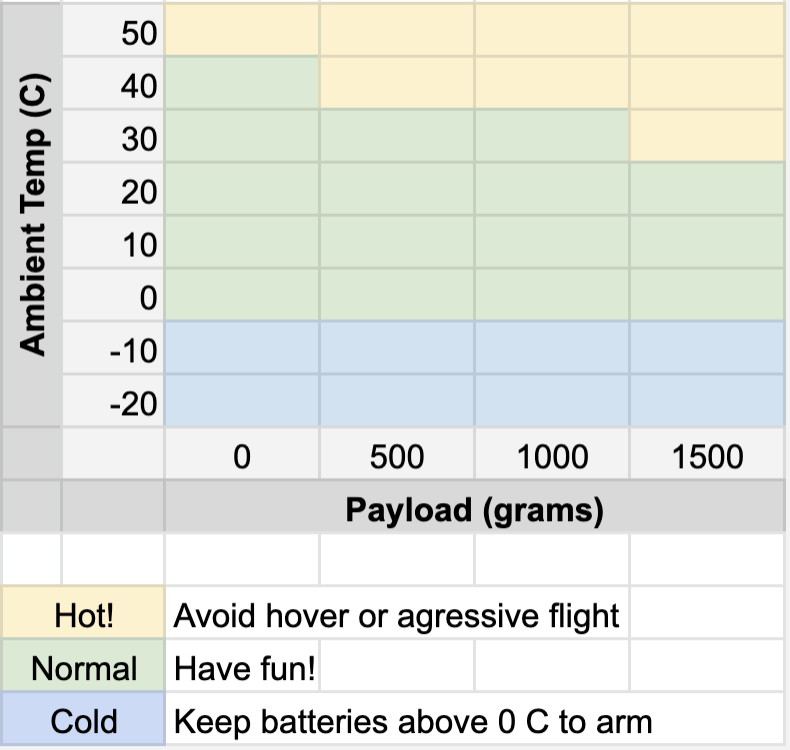 Ambient Temp (C)
50
40
30
20
10
0
-10
-20
0 500 1000 1500
Payload (grams)
Hot! Avoid hover or agressive flight
Normal Have fun!
Cold Keep batteries above 0 C to arm